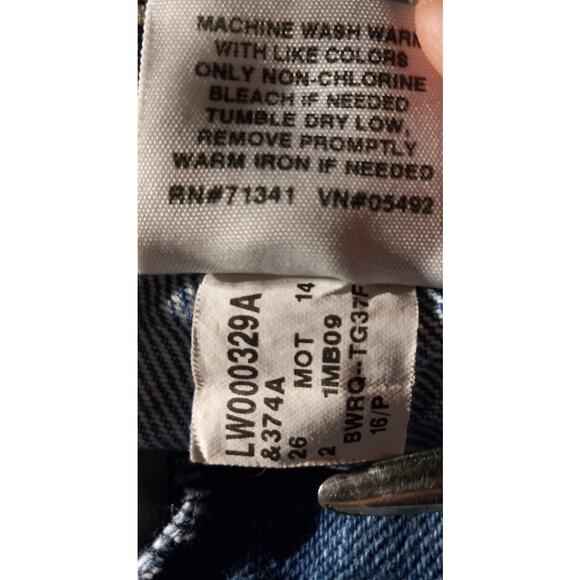 MACHINE WASH WARM
WITH LIKE COLORS
ONLY NON-CHLORINE
BLEACH IF NEEDED
TUMBLE DRY LOW,
REMOVE PROMPTLY
WARM IRON IF NEEDED
RN#71341 VN#05492
LW000329A
&374A
26 MOT 14
2 1MB09
BWRQ--TG37F
16/P